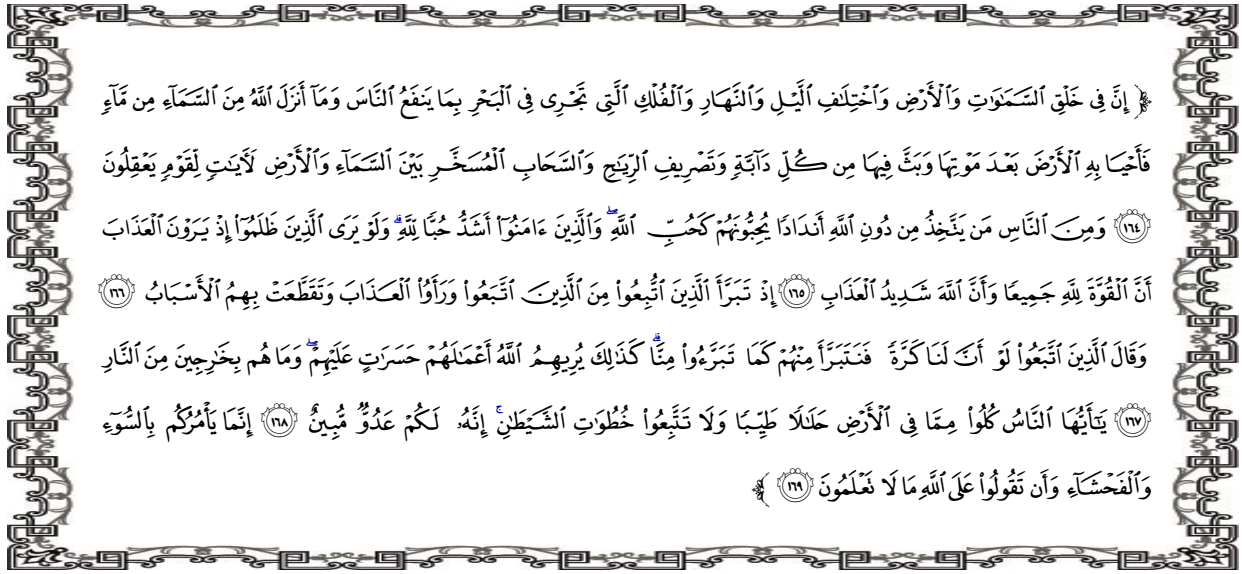 ﴿ إِنَّ فِى خَلْقِ ٱلسَّمَـٰوَٰتِ وَٱلْأَرْضِ وَٱخْتِلَـٰفِ ٱلَّيْلِ وَٱلنَّهَارِ وَٱلْفُلْكِ ٱلَّتِى تَجْرِى فِى ٱلْبَحْرِ بِمَا يَنفَعُ ٱلنَّاسَ وَمَآ أَنزَلَ ٱللَّهُ مِنَ ٱلسَّمَآءِ مِن مَّآءٍ
فَأَحْيَا بِهِ ٱلْأَرْضَ بَعْدَ مَوْتِهَا وَبَثَّ فِيهَا مِن كُلِّ دَآبَّةٍ وَتَصْرِيفِ ٱلرِّيَـٰحِ وَٱلسَّحَابِ ٱلْمُسَخَّرِ بَيْنَ ٱلسَّمَآءِ وَٱلْأَرْضِ لَـَٔايَـٰتٍ لِّقَوْمٍ يَعْقِلُونَ
١٦٤ وَمِنَ ٱلنَّاسِ مَن يَتَّخِذُ مِن دُونِ ٱللَّهِ أَندَادًا يُحِبُّونَهُمْ كَحُبِّ ٱللَّهِ ۖ وَٱلَّذِينَ ءَامَنُوٓا۟ أَشَدُّ حُبًّا لِّلَّهِ ۗ وَلَوْ يَرَى ٱلَّذِينَ ظَلَمُوٓا۟ إِذْ يَرَوْنَ ٱلْعَذَابَ
أَنَّ ٱلْقُوَّةَ لِلَّهِ جَمِيعًا وَأَنَّ ٱللَّهَ شَدِيدُ ٱلْعَذَابِ ١٦٥ إِذْ تَبَرَّأَ ٱلَّذِينَ ٱتُّبِعُوا۟ مِنَ ٱلَّذِينَ ٱتَّبَعُوا۟ وَرَأَوُا۟ ٱلْعَذَابَ وَتَقَطَّعَتْ بِهِمُ ٱلْأَسْبَابُ ١٦٦
وَقَالَ ٱلَّذِينَ ٱتَّبَعُوا۟ لَوْ أَنَّ لَنَا كَرَّةً فَنَتَبَرَّأَ مِنْهُمْ كَمَا تَبَرَّءُوا۟ مِنَّا ۗ كَذَٰلِكَ يُرِيهِمُ ٱللَّهُ أَعْمَـٰلَهُمْ حَسَرَٰتٍ عَلَيْهِمْ ۖ وَمَا هُم بِخَـٰرِجِينَ مِنَ ٱلنَّارِ
١٦٧ يَـٰٓأَيُّهَا ٱلنَّاسُ كُلُوا۟ مِمَّا فِى ٱلْأَرْضِ حَلَـٰلًا طَيِّبًا وَلَا تَتَّبِعُوا۟ خُطُوَٰتِ ٱلشَّيْطَـٰنِ ۚ إِنَّهُۥ لَكُمْ عَدُوٌّ مُّبِينٌ ١٦٨ إِنَّمَا يَأْمُرُكُم بِٱلسُّوٓءِ
وَٱلْفَحْشَآءِ وَأَن تَقُولُوا۟ عَلَى ٱللَّهِ مَا لَا تَعْلَمُونَ ١٦٩ ﴾